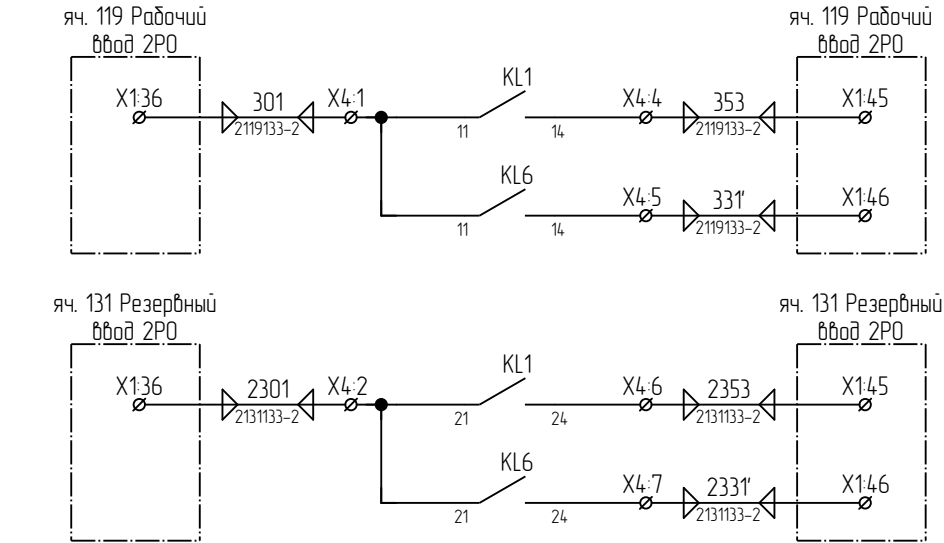 яч. 119 Рабочий
ввод 2РО
яч. 119 Рабочий
ввод 2РО
X1:36
301
2119133-2
X4:1
KL1
11
14
X4:4
353
2119133-2
X1:45
KL6
11
14
X4:5
331'
2119133-2
X1:46
яч. 131 Резервный
ввод 2РО
яч. 131 Резервный
ввод 2РО
X1:36
2301
2131133-2
X4:2
KL1
21
24
X4:6
2353
2131133-2
X1:45
KL6
21
24
X4:7
2331'
2131133-2
X1:46